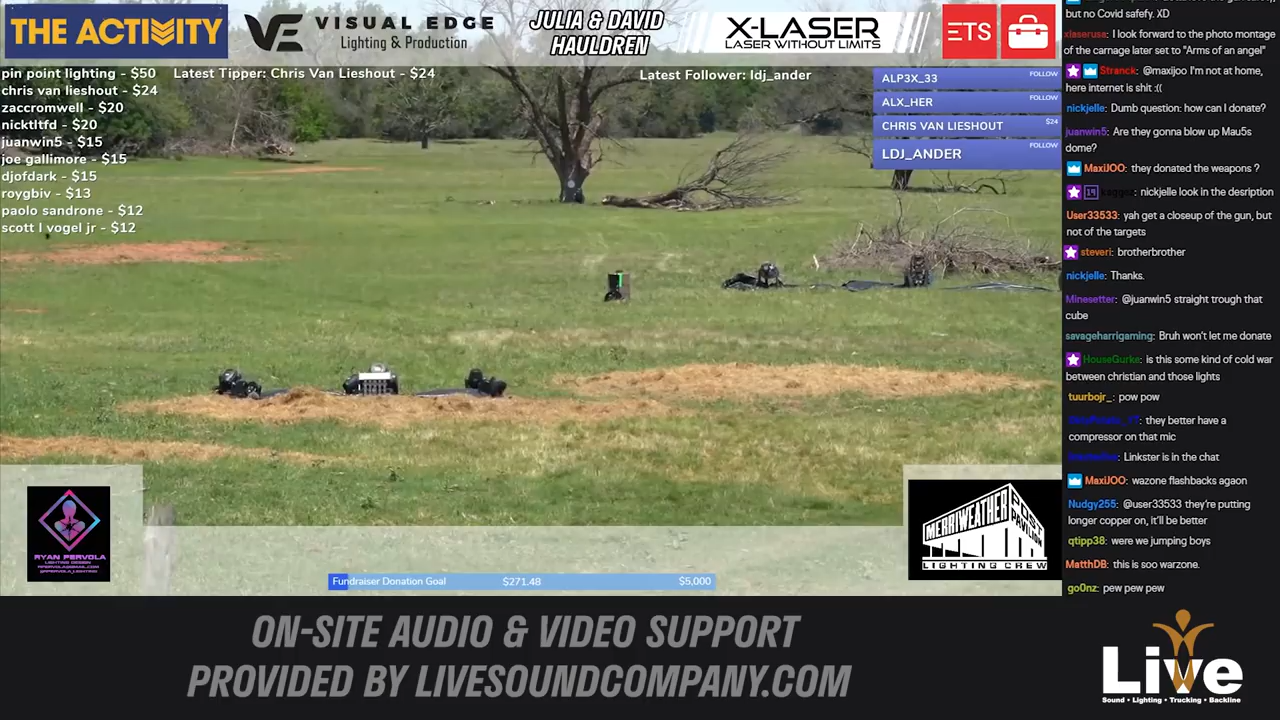 THE ACTIVITY
VISUAL EDGE
Lighting & Production
JULIA & DAVID
HAULDREN
X-LASER
LASER WITHOUT LIMITS
ETS
pin point lighting - $50
chris van lieshout - $24
zaccromwell - $20
nicktltfd - $20
juanwin5 - $15
joe gallimore - $15
djofdark - $15
roygbiv - $13
paolo sandrone - $12
scott l vogel jr - $12
Latest Tipper: Chris Van Lieshout - $24
Latest Follower: ldj_ander
ALP3X_33 FOLLOW
ALX_HER FOLLOW
CHRIS VAN LIESHOUT $24
LDJ_ANDER FOLLOW
but no Covid safefy. XD
xlaseruse: I look forward to the photo montage
of the carnage later set to "Arms of an angel"
Stranck: @maxijoo I'm not at home,
here internet is shit :((
nickjelle: Dumb question: how can I donate?
juanwin5: Are they gonna blow up Mau5s
dome?
MaxiJOO: they donated the weapons ?
nickjelle look in the desription
User33533: yah get a closeup of the gun, but
not of the targets
steveri: brotherbrother
nickjelle: Thanks.
Minesetter: @juanwin5 straight trough that
cube
savageharrigaming: Bruh won't let me donate
HouseGurke: is this some kind of cold war
between christian and those lights
tuurbojr_: pow pow
they better have a
compressor on that mic
Linkster is in the chat
MaxiJOO: wazone flashbacks agaon
Nudgy255: @user33533 they're putting
longer copper on, it'll be better
qtipp38: were we jumping boys
MatthDB: this is soo warzone.
go0nz: pew pew pew
RYAN PERVOLA
LIGHTING DESIGN
MERRIWEATHER POST
PAVILION
LIGHTING CREW
Fundraiser Donation Goal $271.48 $5,000
ON-SITE AUDIO & VIDEO SUPPORT
PROVIDED BY LIVESOUNDCOMPANY.COM
Live
Sound • Lighting • Trucking • Backline